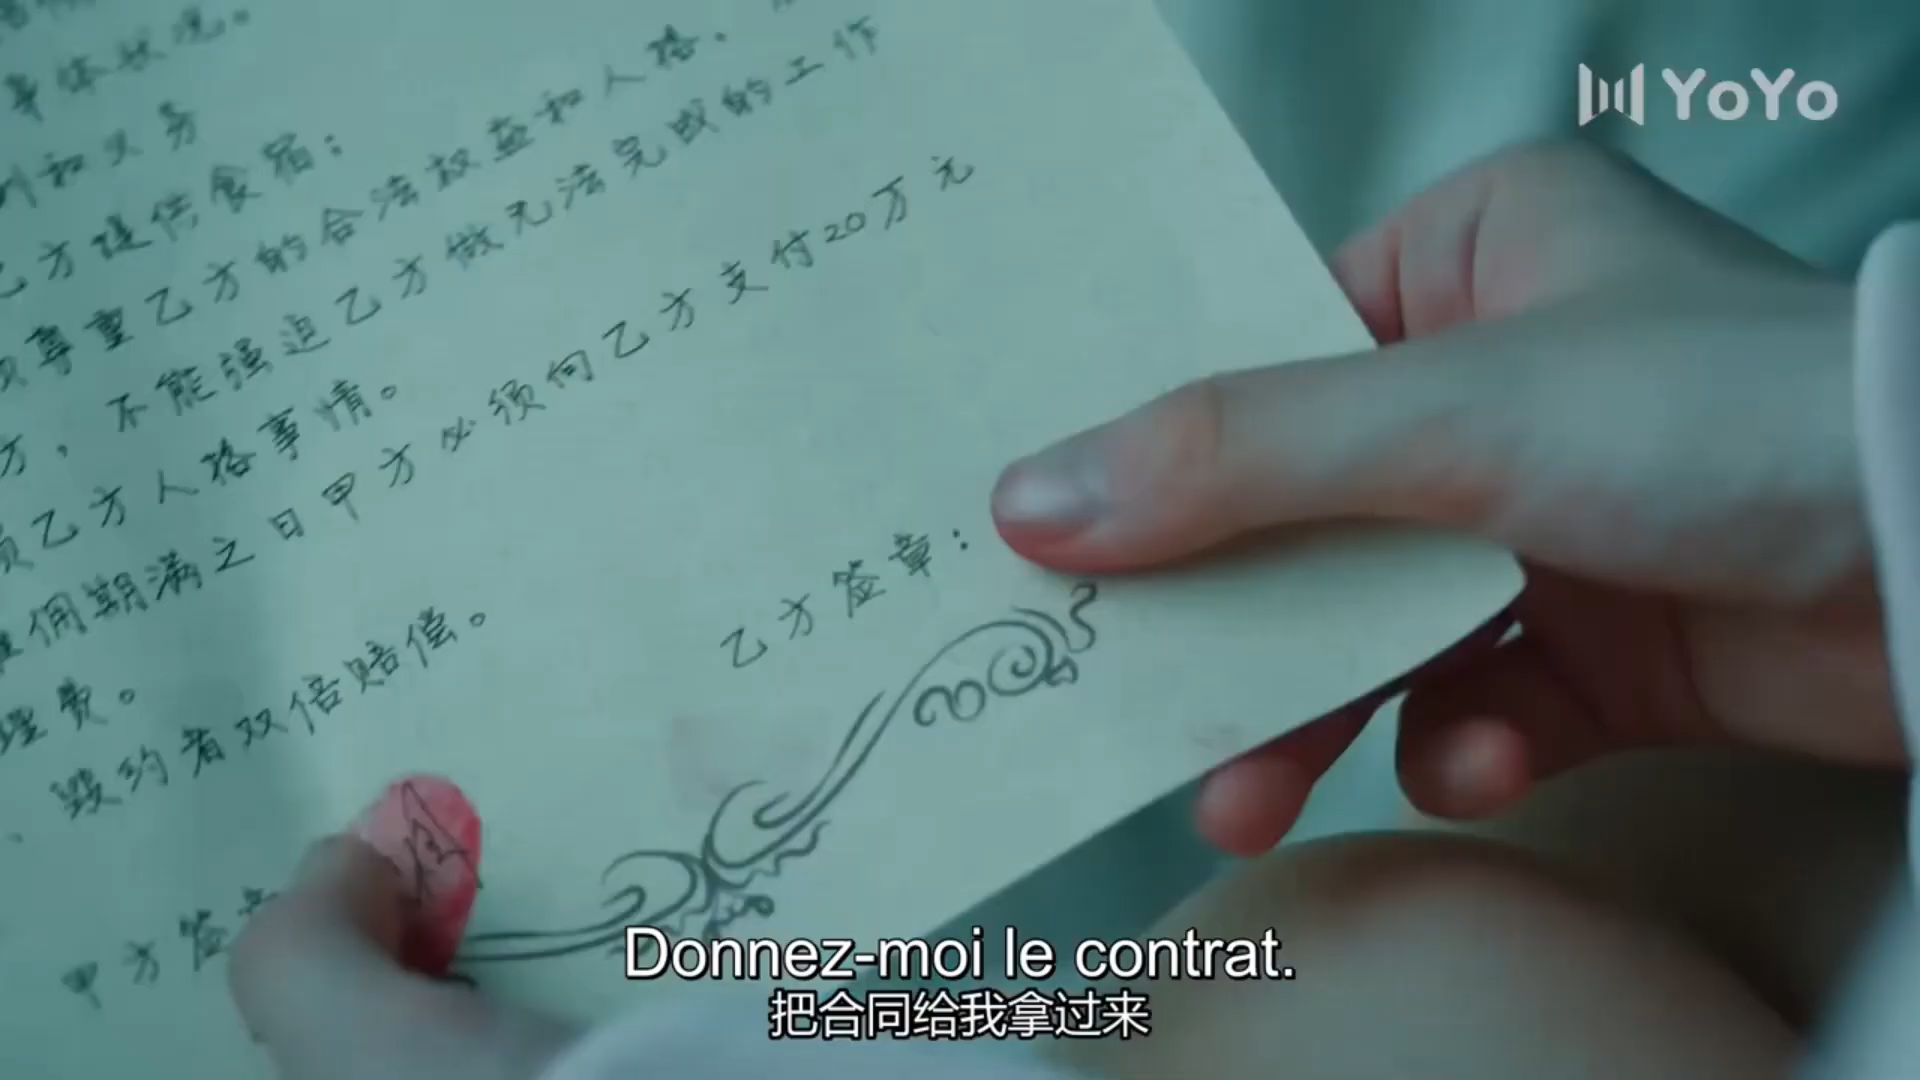 YoYo
身体状况。
利和义务
乙方提供食宿；
尊重乙方的合法权益和人格、
方，不能强迫乙方做无法完成的工作
损乙方人格事情。
佣期满之日甲方必须向乙方支付20万元
理费。
、毁约者双倍赔偿。
乙方签章：
甲方签章
Donnez-moi le contrat.
把合同给我拿过来